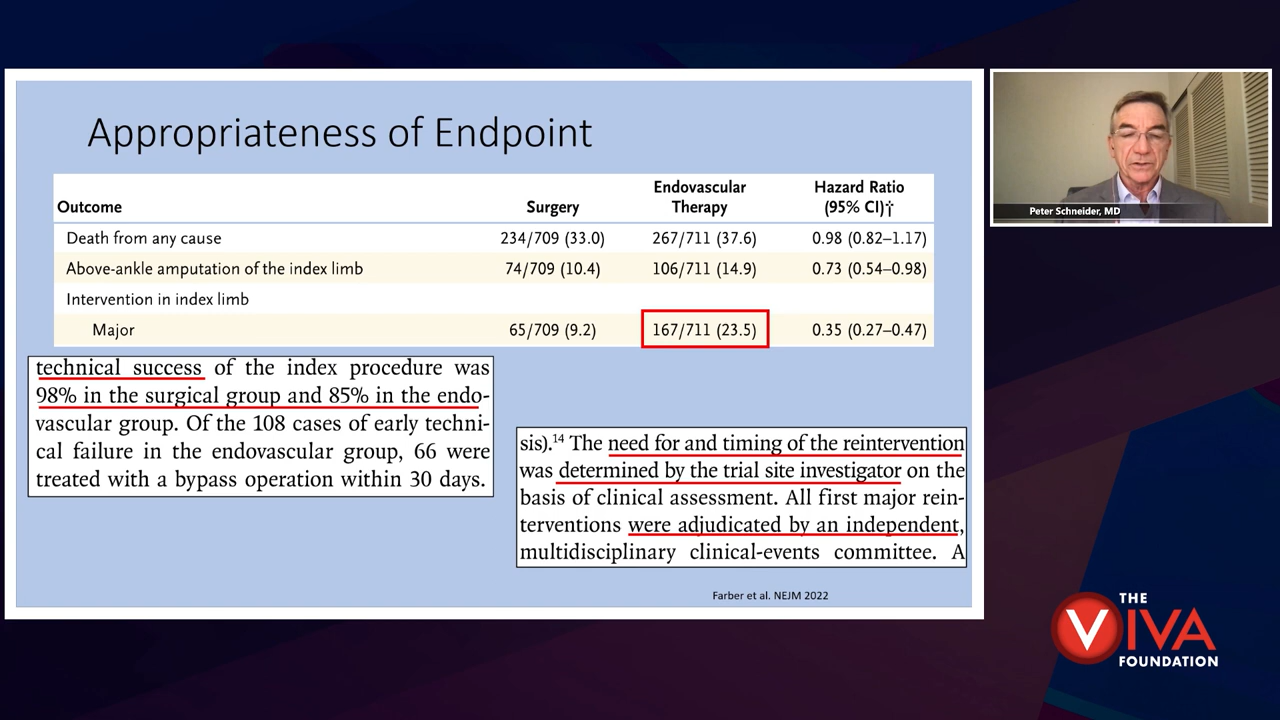 Appropriateness of Endpoint
Outcome Surgery Endovascular Therapy Hazard Ratio (95% CI)†
Death from any cause 234/709 (33.0) 267/711 (37.6) 0.98 (0.82–1.17)
Above-ankle amputation of the index limb 74/709 (10.4) 106/711 (14.9) 0.73 (0.54–0.98)
Intervention in index limb
Major 65/709 (9.2) 167/711 (23.5) 0.35 (0.27–0.47)
technical success of the index procedure was
98% in the surgical group and 85% in the endo-
vascular group. Of the 108 cases of early techni-
cal failure in the endovascular group, 66 were
treated with a bypass operation within 30 days.
sis).14 The need for and timing of the reintervention
was determined by the trial site investigator on the
basis of clinical assessment. All first major rein-
terventions were adjudicated by an independent,
multidisciplinary clinical-events committee. A
Farber et al. NEJM 2022
Peter Schneider, MD
THE
VIVA
FOUNDATION